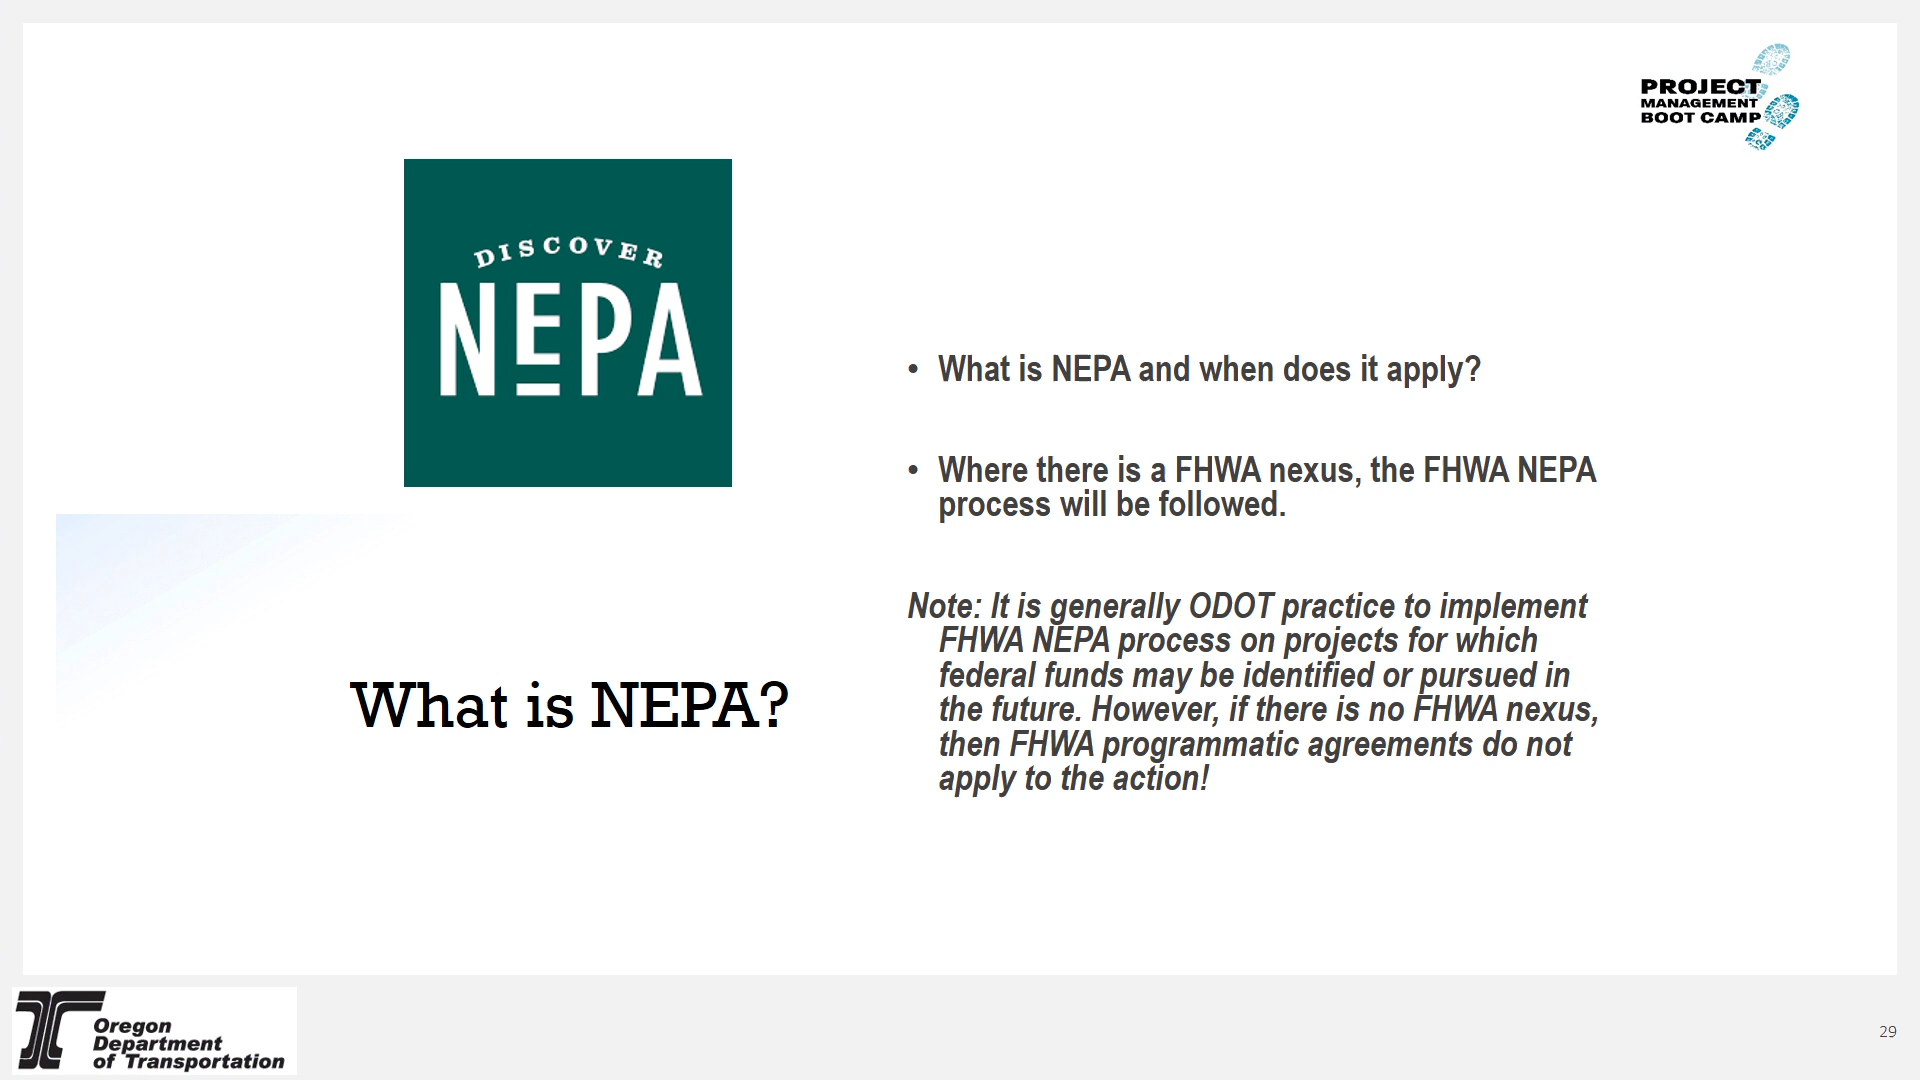 PROJECT
MANAGEMENT
BOOT CAMP
DISCOVER
NEPA
What is NEPA?
• What is NEPA and when does it apply?
• Where there is a FHWA nexus, the FHWA NEPA
process will be followed.
Note: It is generally ODOT practice to implement
FHWA NEPA process on projects for which
federal funds may be identified or pursued in
the future. However, if there is no FHWA nexus,
then FHWA programmatic agreements do not
apply to the action!
Oregon
Department
of Transportation
29